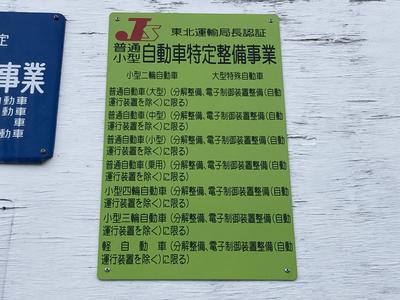 定
事業
動車
動車
車
車
JS 東北運輸局長認証
普通
小型 自動車特定整備事業
小型二輪自動車 大型特殊自動車
普通自動車(大型)(分解整備、電子制御装置整備(自動
運行装置を除く)に限る)
普通自動車(中型)(分解整備、電子制御装置整備(自動
運行装置を除く)に限る)
普通自動車(小型)(分解整備、電子制御装置整備(自動
運行装置を除く)に限る)
普通自動車(乗用)(分解整備、電子制御装置整備(自動
運行装置を除く)に限る)
小型四輪自動車(分解整備、電子制御装置整備(自動
運行装置を除く)に限る)
小型三輪自動車(分解整備、電子制御装置整備(自動
運行装置を除く)に限る)
軽自動車(分解整備、電子制御装置整備(自動
運行装置を除く)に限る)